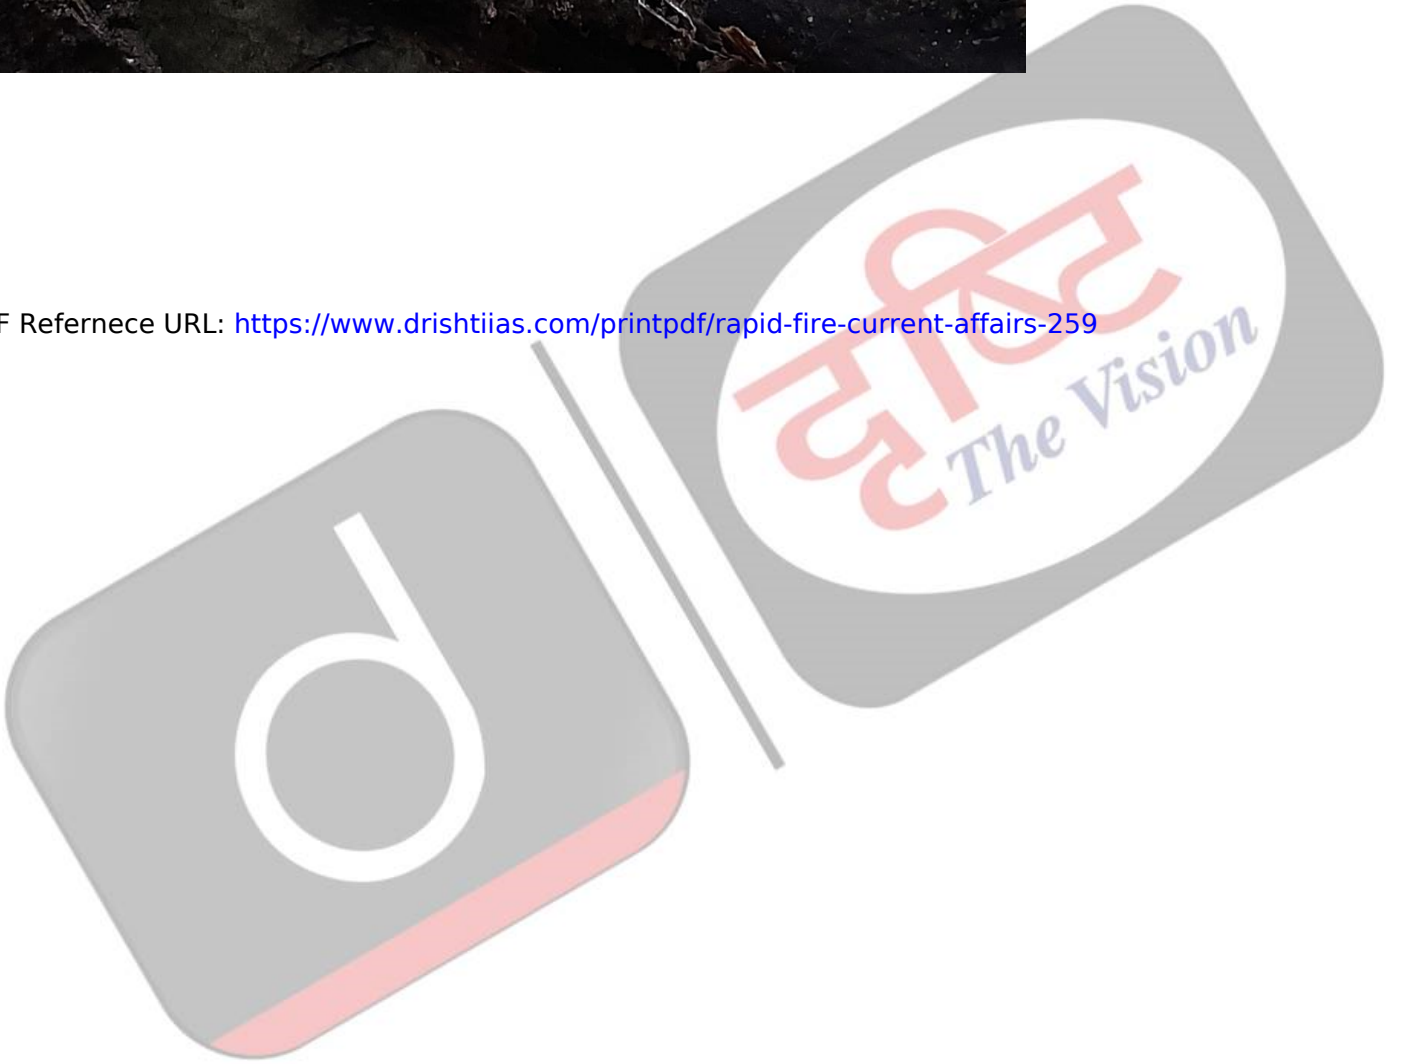 F Refernece URL: https://www.drishtiias.com/printpdf/rapid-fire-current-affairs-259
दृष्टि
The Vision
d